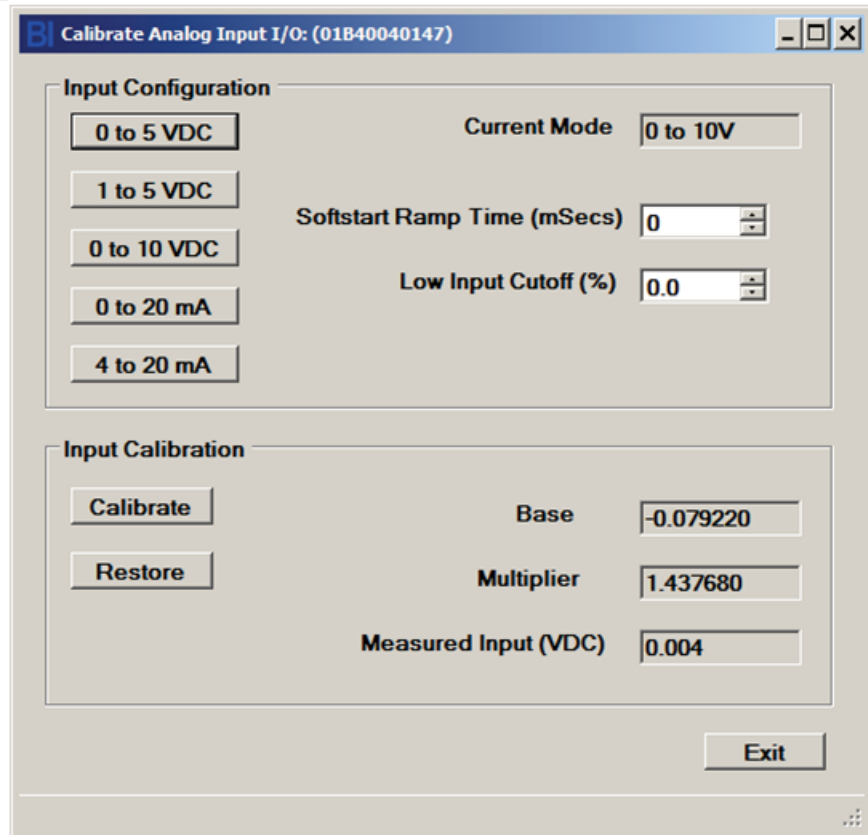 BI Calibrate Analog Input I/O: (01B40040147)
Input Configuration
0 to 5 VDC
Current Mode 0 to 10V
1 to 5 VDC
Softstart Ramp Time (mSecs) 0
0 to 10 VDC
Low Input Cutoff (%) 0.0
0 to 20 mA
4 to 20 mA
Input Calibration
Calibrate
Base -0.079220
Restore
Multiplier 1.437680
Measured Input (VDC) 0.004
Exit